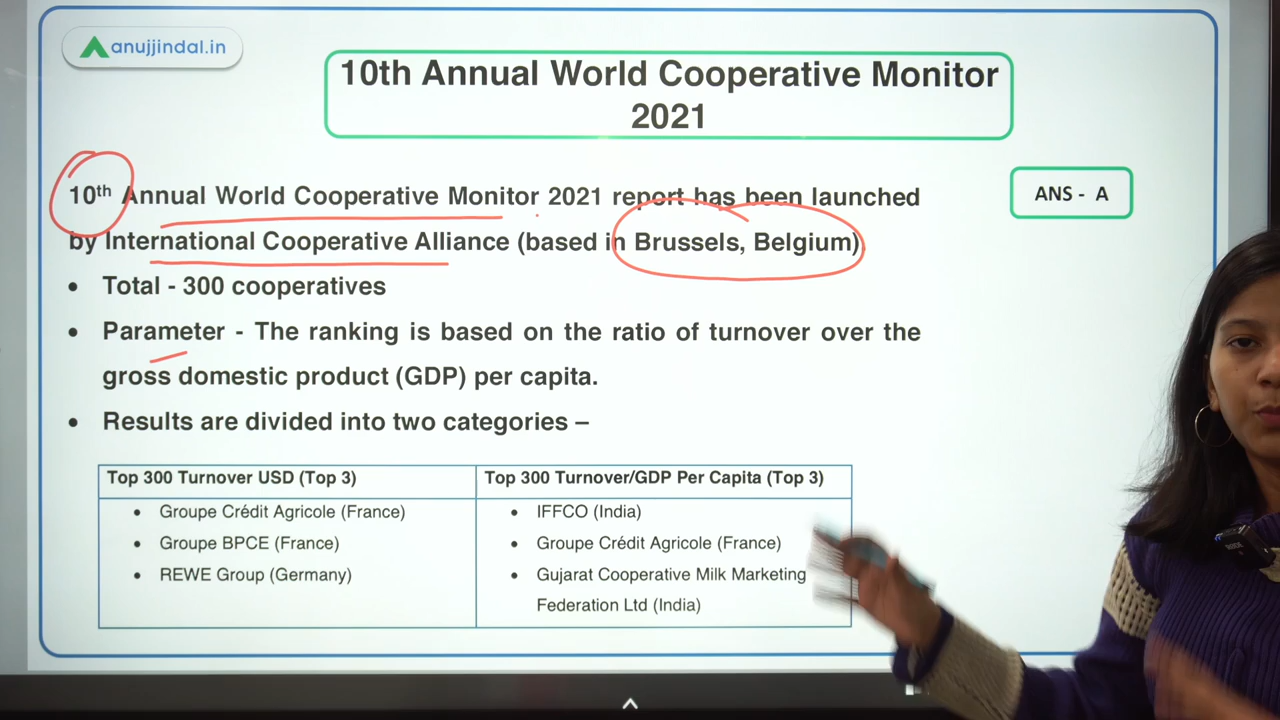 anujjindal.in
10th Annual World Cooperative Monitor
2021
10th Annual World Cooperative Monitor 2021 report has been launched
by International Cooperative Alliance (based in Brussels, Belgium)
ANS - A
• Total - 300 cooperatives
• Parameter - The ranking is based on the ratio of turnover over the
gross domestic product (GDP) per capita.
• Results are divided into two categories –
Top 300 Turnover USD (Top 3)
• Groupe Crédit Agricole (France)
• Groupe BPCE (France)
• REWE Group (Germany)
Top 300 Turnover/GDP Per Capita (Top 3)
• IFFCO (India)
• Groupe Crédit Agricole (France)
• Gujarat Cooperative Milk Marketing
Federation Ltd (India)